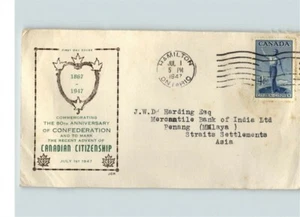 FIRST DAY COVER
1867
1947
COMMEMORATING
THE 80TH ANNIVERSARY
OF CONFEDERATION
AND TO MARK
THE RECENT ADVENT OF
CANADIAN CITIZENSHIP
JULY 1ST 1947
HAMILTON
JUL 1
5 PM
1947
ONTARIO
CANADA
J.W.D. Harding Esq
Mercantile Bank of India Ltd
Penang (Malaya)
Straits Settlements
Asia